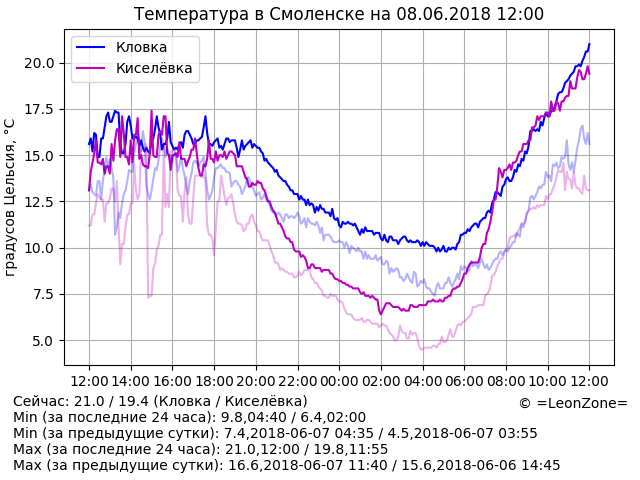 Температура в Смоленске на 08.06.2018 12:00
Кловка
Киселёвка
градусов Цельсия, °C
20.0
17.5
15.0
12.5
10.0
7.5
5.0
12:00 14:00 16:00 18:00 20:00 22:00 00:00 02:00 04:00 06:00 08:00 10:00 12:00
Сейчас: 21.0 / 19.4 (Кловка / Киселёвка)
© =LeonZone=
Min (за последние 24 часа): 9.8,04:40 / 6.4,02:00
Min (за предыдущие сутки): 7.4,2018-06-07 04:35 / 4.5,2018-06-07 03:55
Max (за последние 24 часа): 21.0,12:00 / 19.8,11:55
Max (за предыдущие сутки): 16.6,2018-06-07 11:40 / 15.6,2018-06-06 14:45